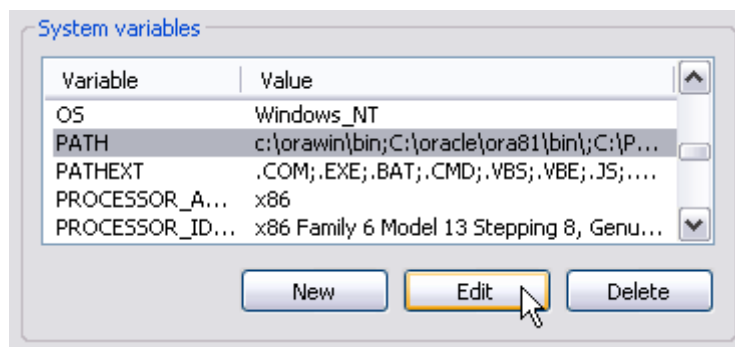 System variables
Variable Value
OS Windows_NT
PATH c:\orawin\bin;C:\oracle\ora81\bin\;C:\P...
PATHEXT .COM;.EXE;.BAT;.CMD;.VBS;.VBE;.JS;....
PROCESSOR_A... x86
PROCESSOR_ID... x86 Family 6 Model 13 Stepping 8, Genu...
New Edit Delete